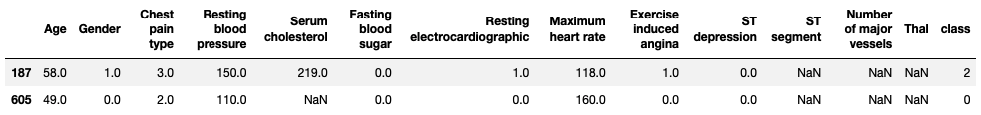 Age Gender Chest pain type Resting blood pressure Serum cholesterol Fasting blood sugar Resting electrocardiographic Maximum heart rate Exercise induced angina ST depression ST segment Number of major vessels Thal class
187 58.0 1.0 3.0 150.0 219.0 0.0 1.0 118.0 1.0 0.0 NaN NaN NaN 2
605 49.0 0.0 2.0 110.0 NaN 0.0 0.0 160.0 0.0 0.0 NaN NaN NaN 0